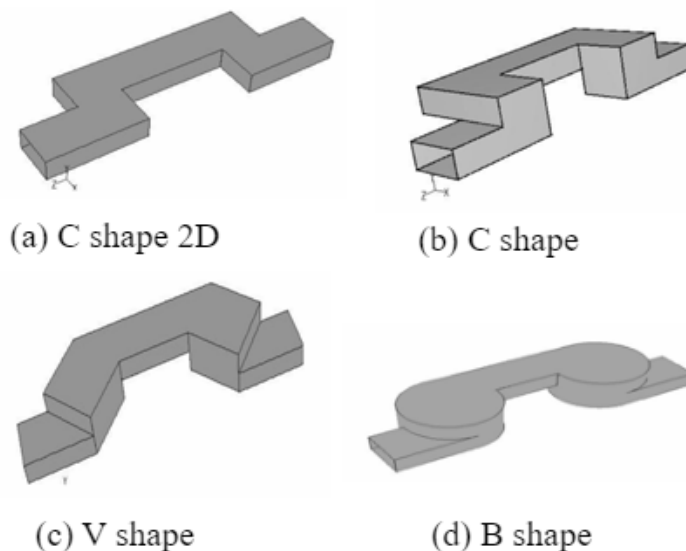 Z X
(a) C shape 2D
Z X
(b) C shape
Y
(c) V shape
(d) B shape